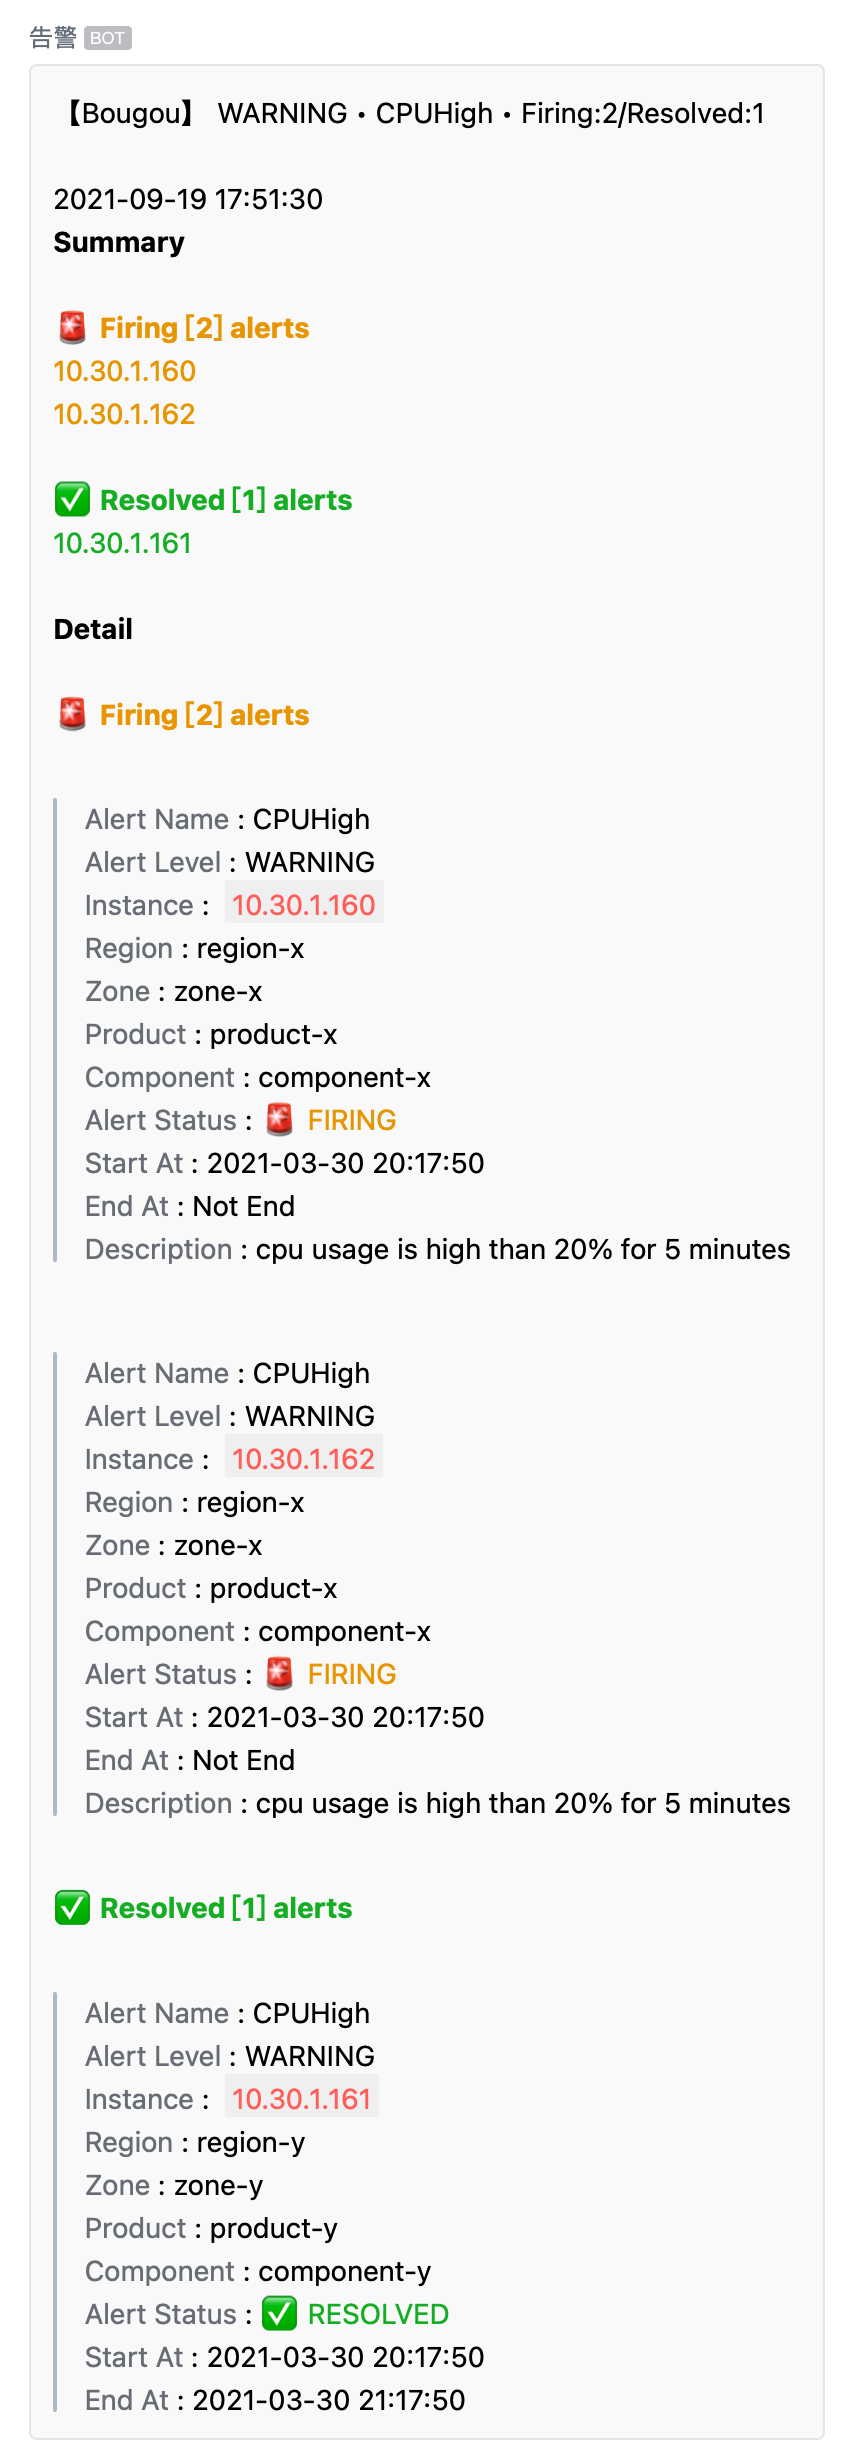 告警 BOT
【Bougou】 WARNING • CPUHigh • Firing:2/Resolved:1
2021-09-19 17:51:30
Summary
🚨 Firing [2] alerts
10.30.1.160
10.30.1.162
✅ Resolved [1] alerts
10.30.1.161
Detail
🚨 Firing [2] alerts
Alert Name : CPUHigh
Alert Level : WARNING
Instance : 10.30.1.160
Region : region-x
Zone : zone-x
Product : product-x
Component : component-x
Alert Status : 🚨 FIRING
Start At : 2021-03-30 20:17:50
End At : Not End
Description : cpu usage is high than 20% for 5 minutes
Alert Name : CPUHigh
Alert Level : WARNING
Instance : 10.30.1.162
Region : region-x
Zone : zone-x
Product : product-x
Component : component-x
Alert Status : 🚨 FIRING
Start At : 2021-03-30 20:17:50
End At : Not End
Description : cpu usage is high than 20% for 5 minutes
✅ Resolved [1] alerts
Alert Name : CPUHigh
Alert Level : WARNING
Instance : 10.30.1.161
Region : region-y
Zone : zone-y
Product : product-y
Component : component-y
Alert Status : ✅ RESOLVED
Start At : 2021-03-30 20:17:50
End At : 2021-03-30 21:17:50